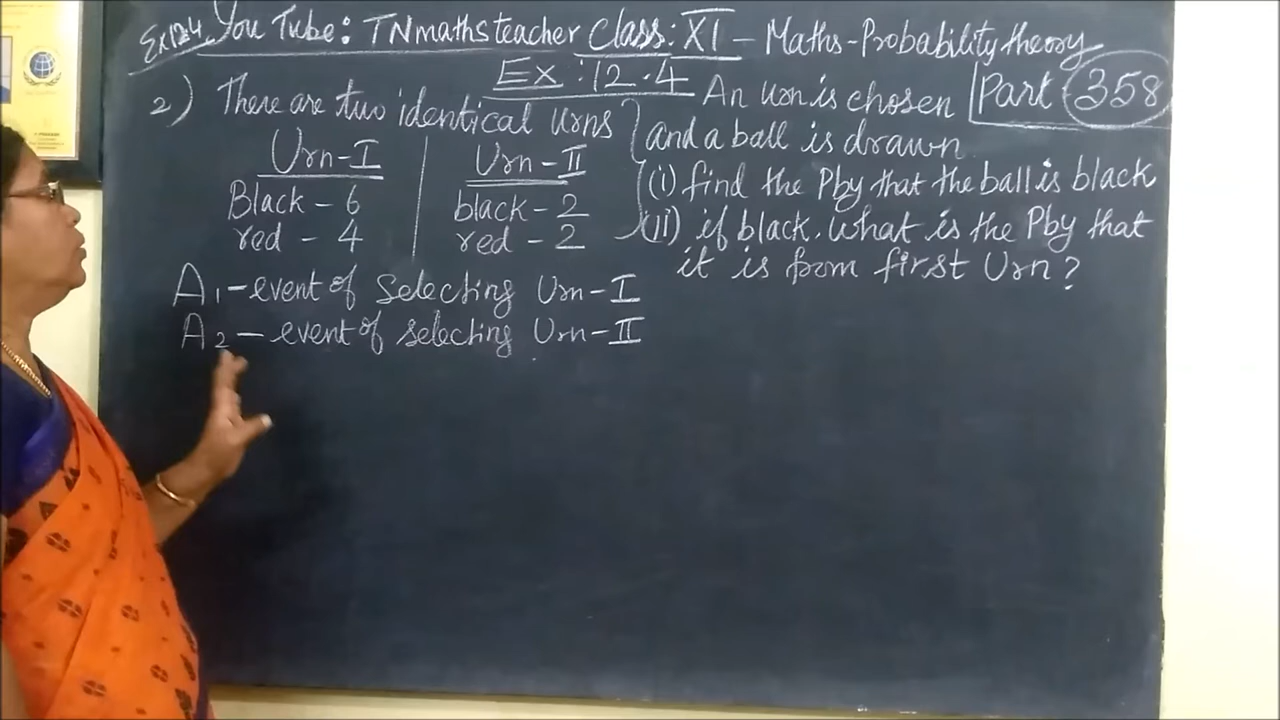 Ex 12.4 You Tube: TNmathsteacher Class: XI - Maths-Probability theory
Ex : 12.4
Part 358
2) There are two identical urns
Urn-I
Black - 6
red - 4
Urn-II
black - 2
red - 2
An Urn is chosen
and a ball is drawn
(i) find the Pby that the ball is black
(ii) if black, what is the Pby that
it is from first Urn?
A1 - event of Selecting Urn-I
A2 - event of selecting Urn-II